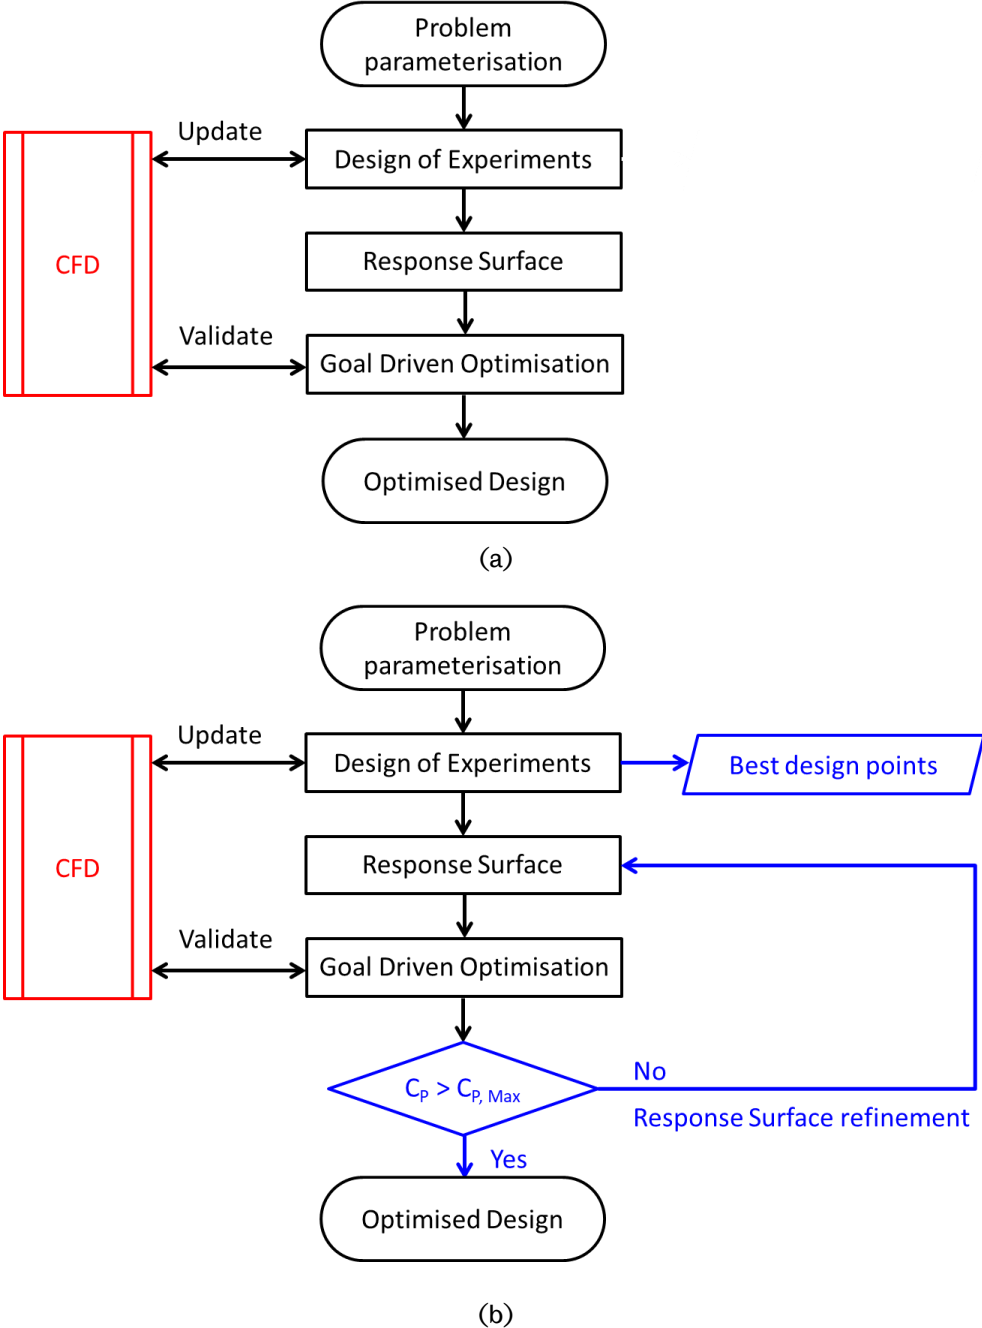 Problem
parameterisation
Update
Design of Experiments
CFD
Response Surface
Validate
Goal Driven Optimisation
Optimised Design
(a)
Problem
parameterisation
Update
Design of Experiments
Best design points
CFD
Response Surface
Validate
Goal Driven Optimisation
CP > CP, Max
No
Response Surface refinement
Yes
Optimised Design
(b)